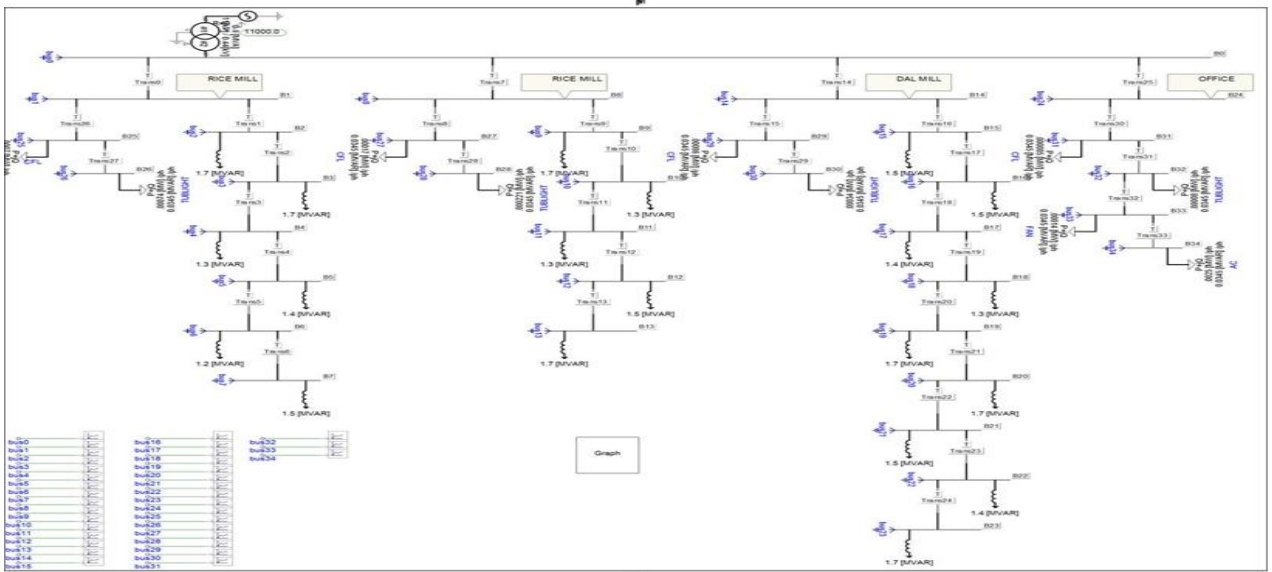 11000.0
B0
RICE MILL
RICE MILL
DAL MILL
OFFICE
Trans0
Trans7
Trans14
Trans25
bus1
B1
B8
bus14
B14
bus24
B24
Trans26
Trans1
Trans8
Trans9
Trans15
Trans16
Trans30
B25
B2
B27
B9
B29
B15
B31
CFL
Trans27
Trans2
CFL
Trans28
Trans10
CFL
Trans29
Trans17
Trans31
B26
1.7 [MVAR]
B3
B28
1.7 [MVAR]
B30
1.5 [MVAR]
B32
TUBLIGHT
Trans3
1.7 [MVAR]
TUBLIGHT
Trans11
1.3 [MVAR]
TUBLIGHT
Trans18
1.5 [MVAR]
TUBLIGHT
Trans32
B4
B11
B17
B33
FAN
1.3 [MVAR]
Trans4
1.3 [MVAR]
Trans12
1.4 [MVAR]
Trans19
Trans33
B34
AC
B5
B12
B18
Trans5
1.4 [MVAR]
Trans13
1.5 [MVAR]
Trans20
1.3 [MVAR]
B6
B13
B19
1.2 [MVAR]
Trans6
1.7 [MVAR]
1.7 [MVAR]
Trans21
B7
B20
1.5 [MVAR]
Trans22
1.7 [MVAR]
B21
1.5 [MVAR]
Trans23
B22
Trans24
1.4 [MVAR]
B23
1.7 [MVAR]
Graph
bus0
bus1
bus2
bus3
bus4
bus5
bus6
bus7
bus8
bus9
bus10
bus11
bus12
bus13
bus14
bus15
bus16
bus17
bus18
bus19
bus20
bus21
bus22
bus23
bus24
bus25
bus26
bus27
bus28
bus29
bus30
bus31
bus32
bus33
bus34